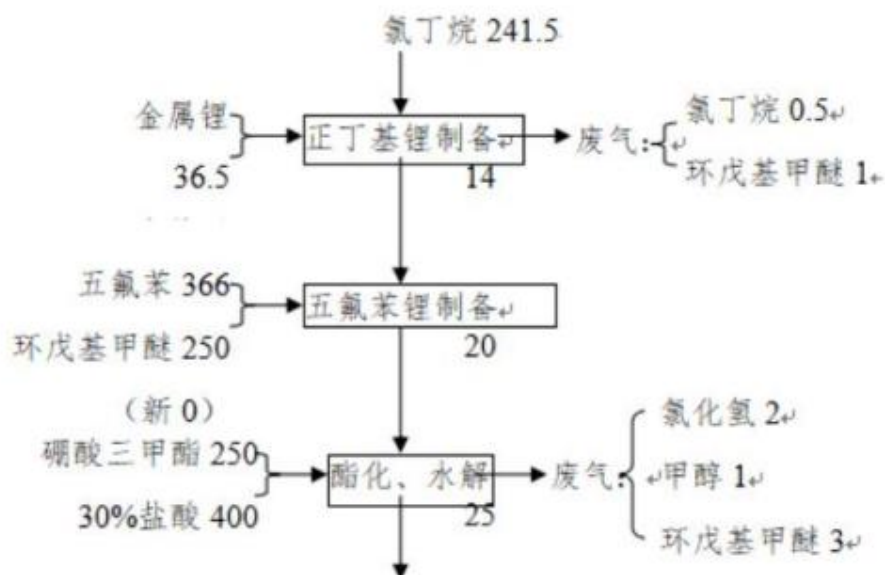 氯丁烷 241.5
金属锂
36.5
正丁基锂制备
14
废气:
氯丁烷 0.5
环戊基甲醚 1
五氟苯 366
环戊基甲醚 250
(新 0)
五氟苯锂制备
20
硼酸三甲酯 250
30%盐酸 400
酯化、水解
25
废气:
氯化氢 2
甲醇 1
环戊基甲醚 3